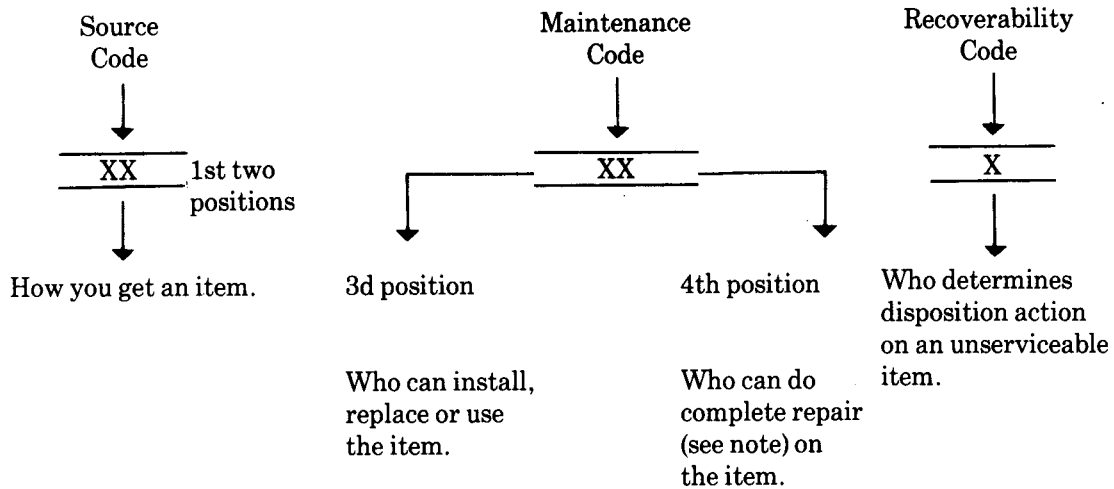 Source
Code
Maintenance
Code
Recoverability
Code
XX
1st two
positions
XX
X
How you get an item.
3d position
4th position
Who determines
disposition action
on an unserviceable
item.
Who can install,
replace or use
the item.
Who can do
complete repair
(see note) on
the item.